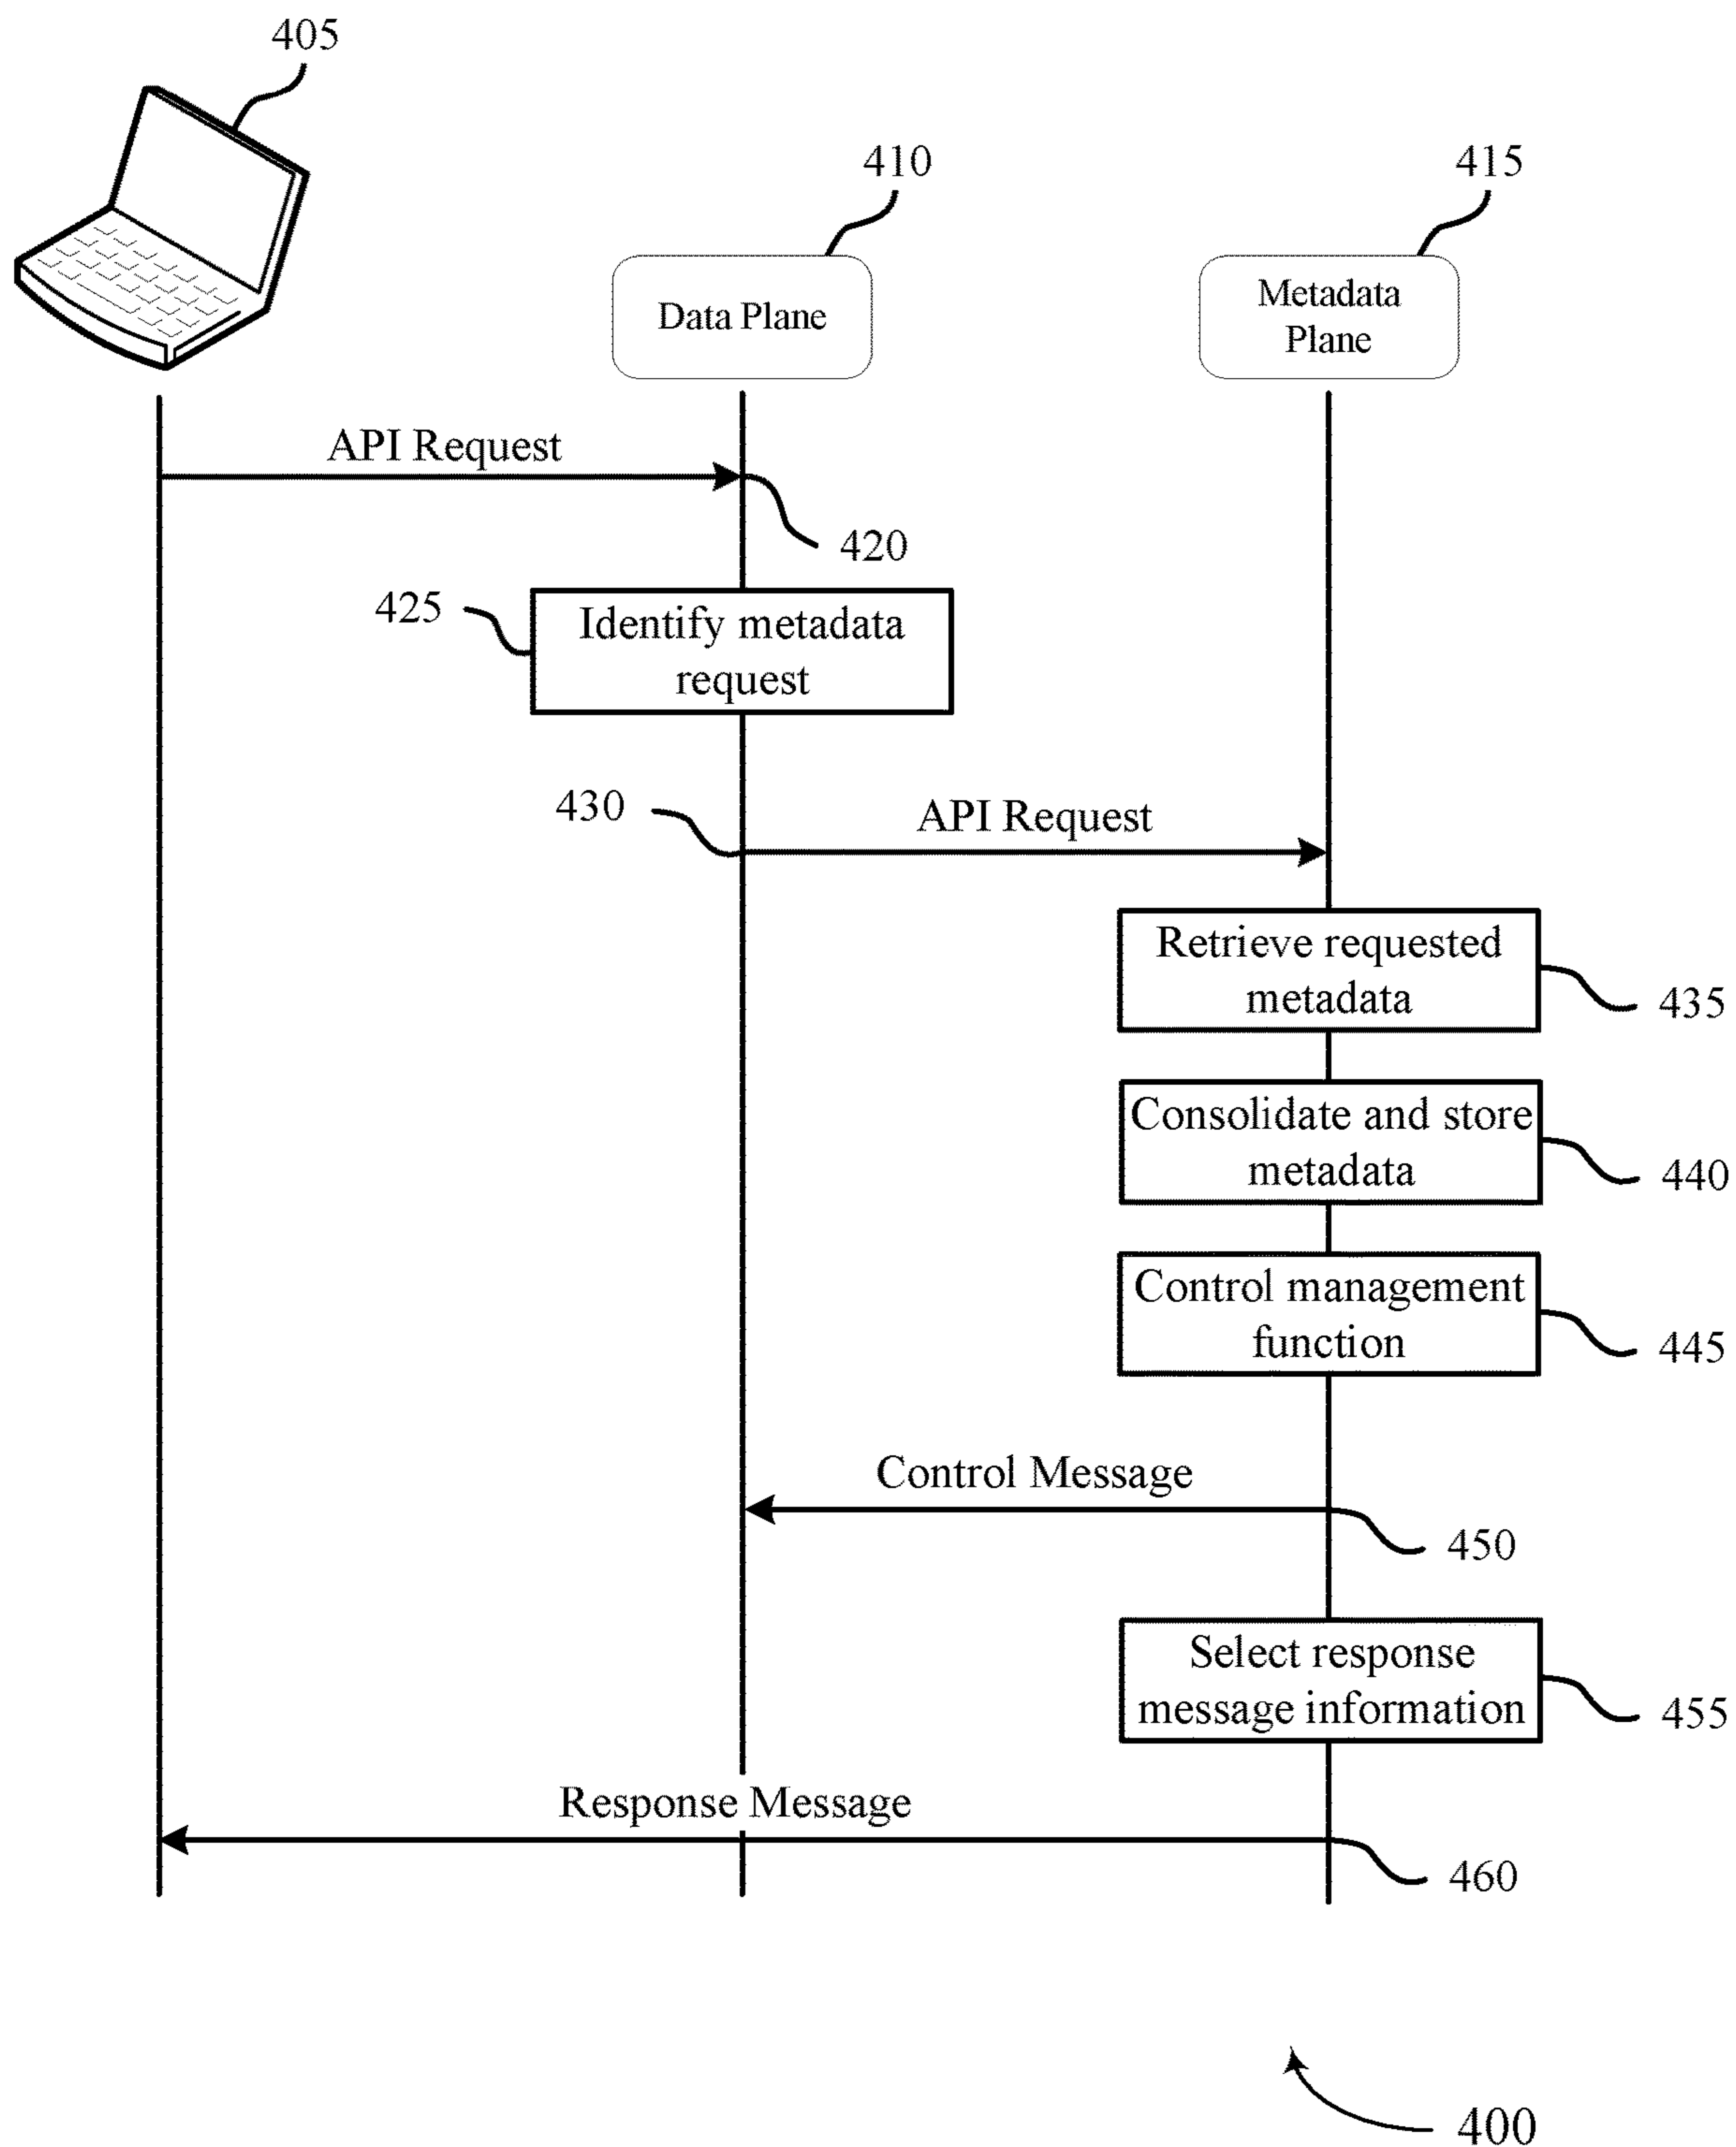 405
410
415
Data Plane
Metadata
Plane
API Request
420
425
Identify metadata
request
430
API Request
Retrieve requested
metadata
435
Consolidate and store
metadata
440
Control management
function
445
Control Message
450
Select response
message information
455
Response Message
460
400